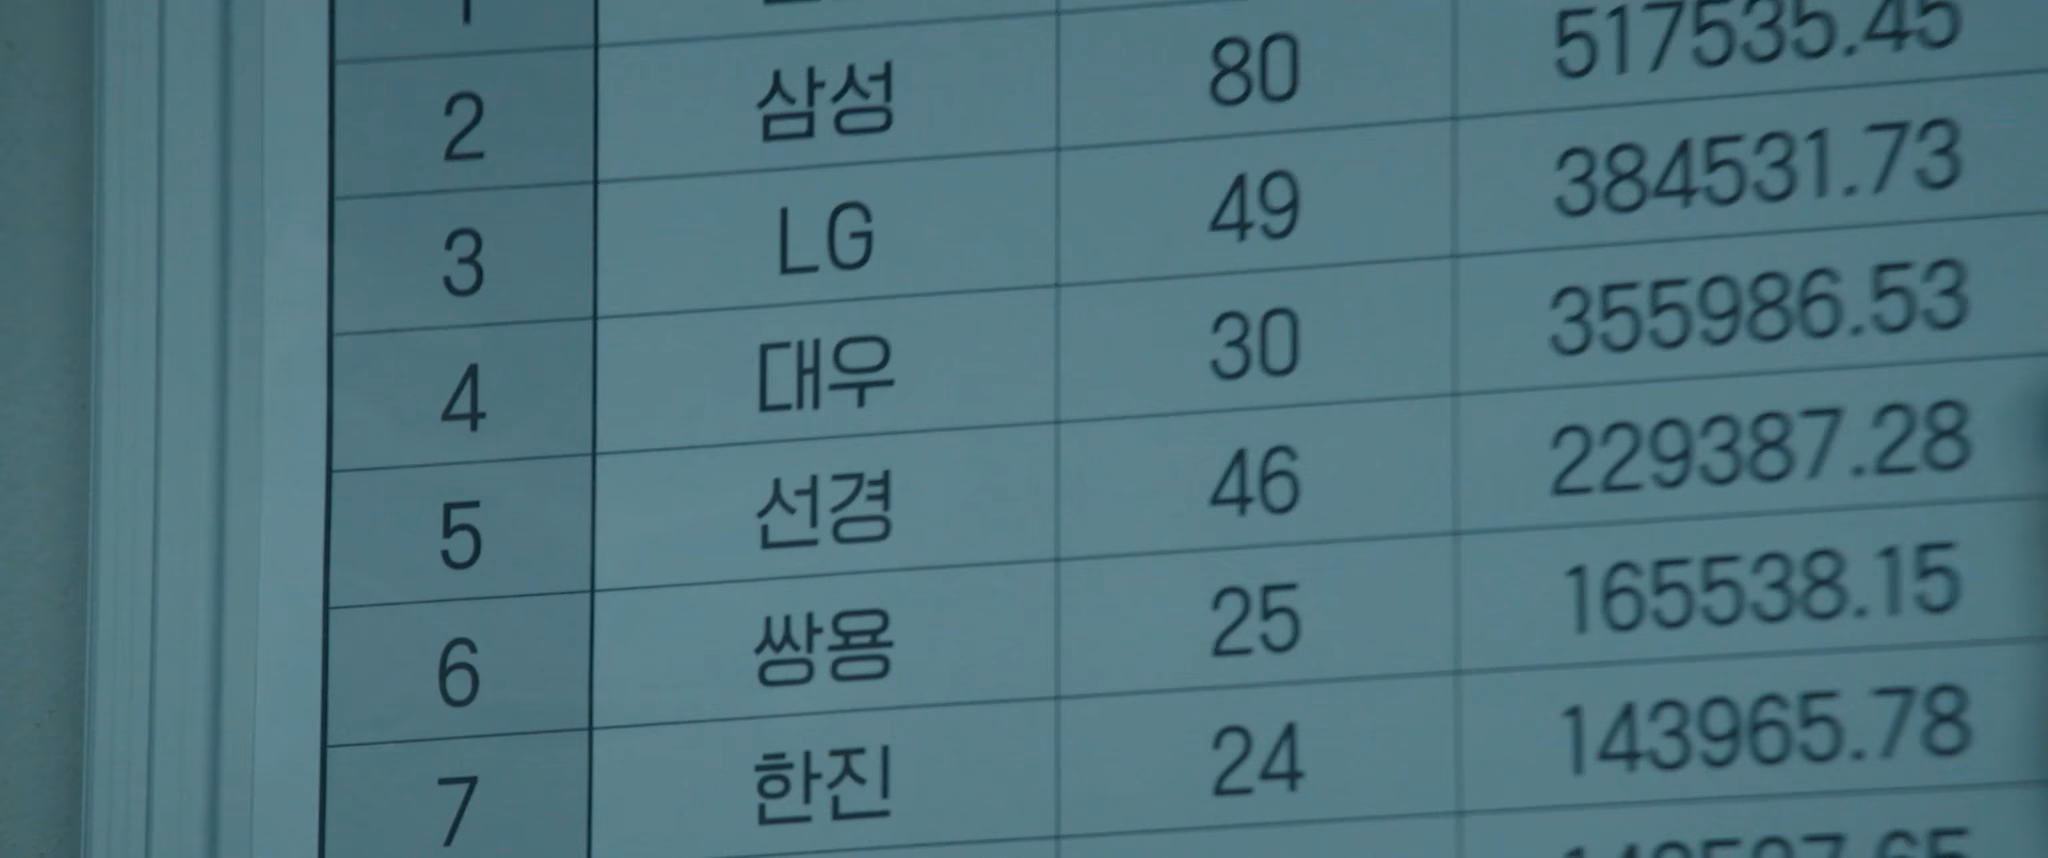 2 삼성 80 517535.45
3 LG 49 384531.73
4 대우 30 355986.53
5 선경 46 229387.28
6 쌍용 25 165538.15
7 한진 24 143965.78